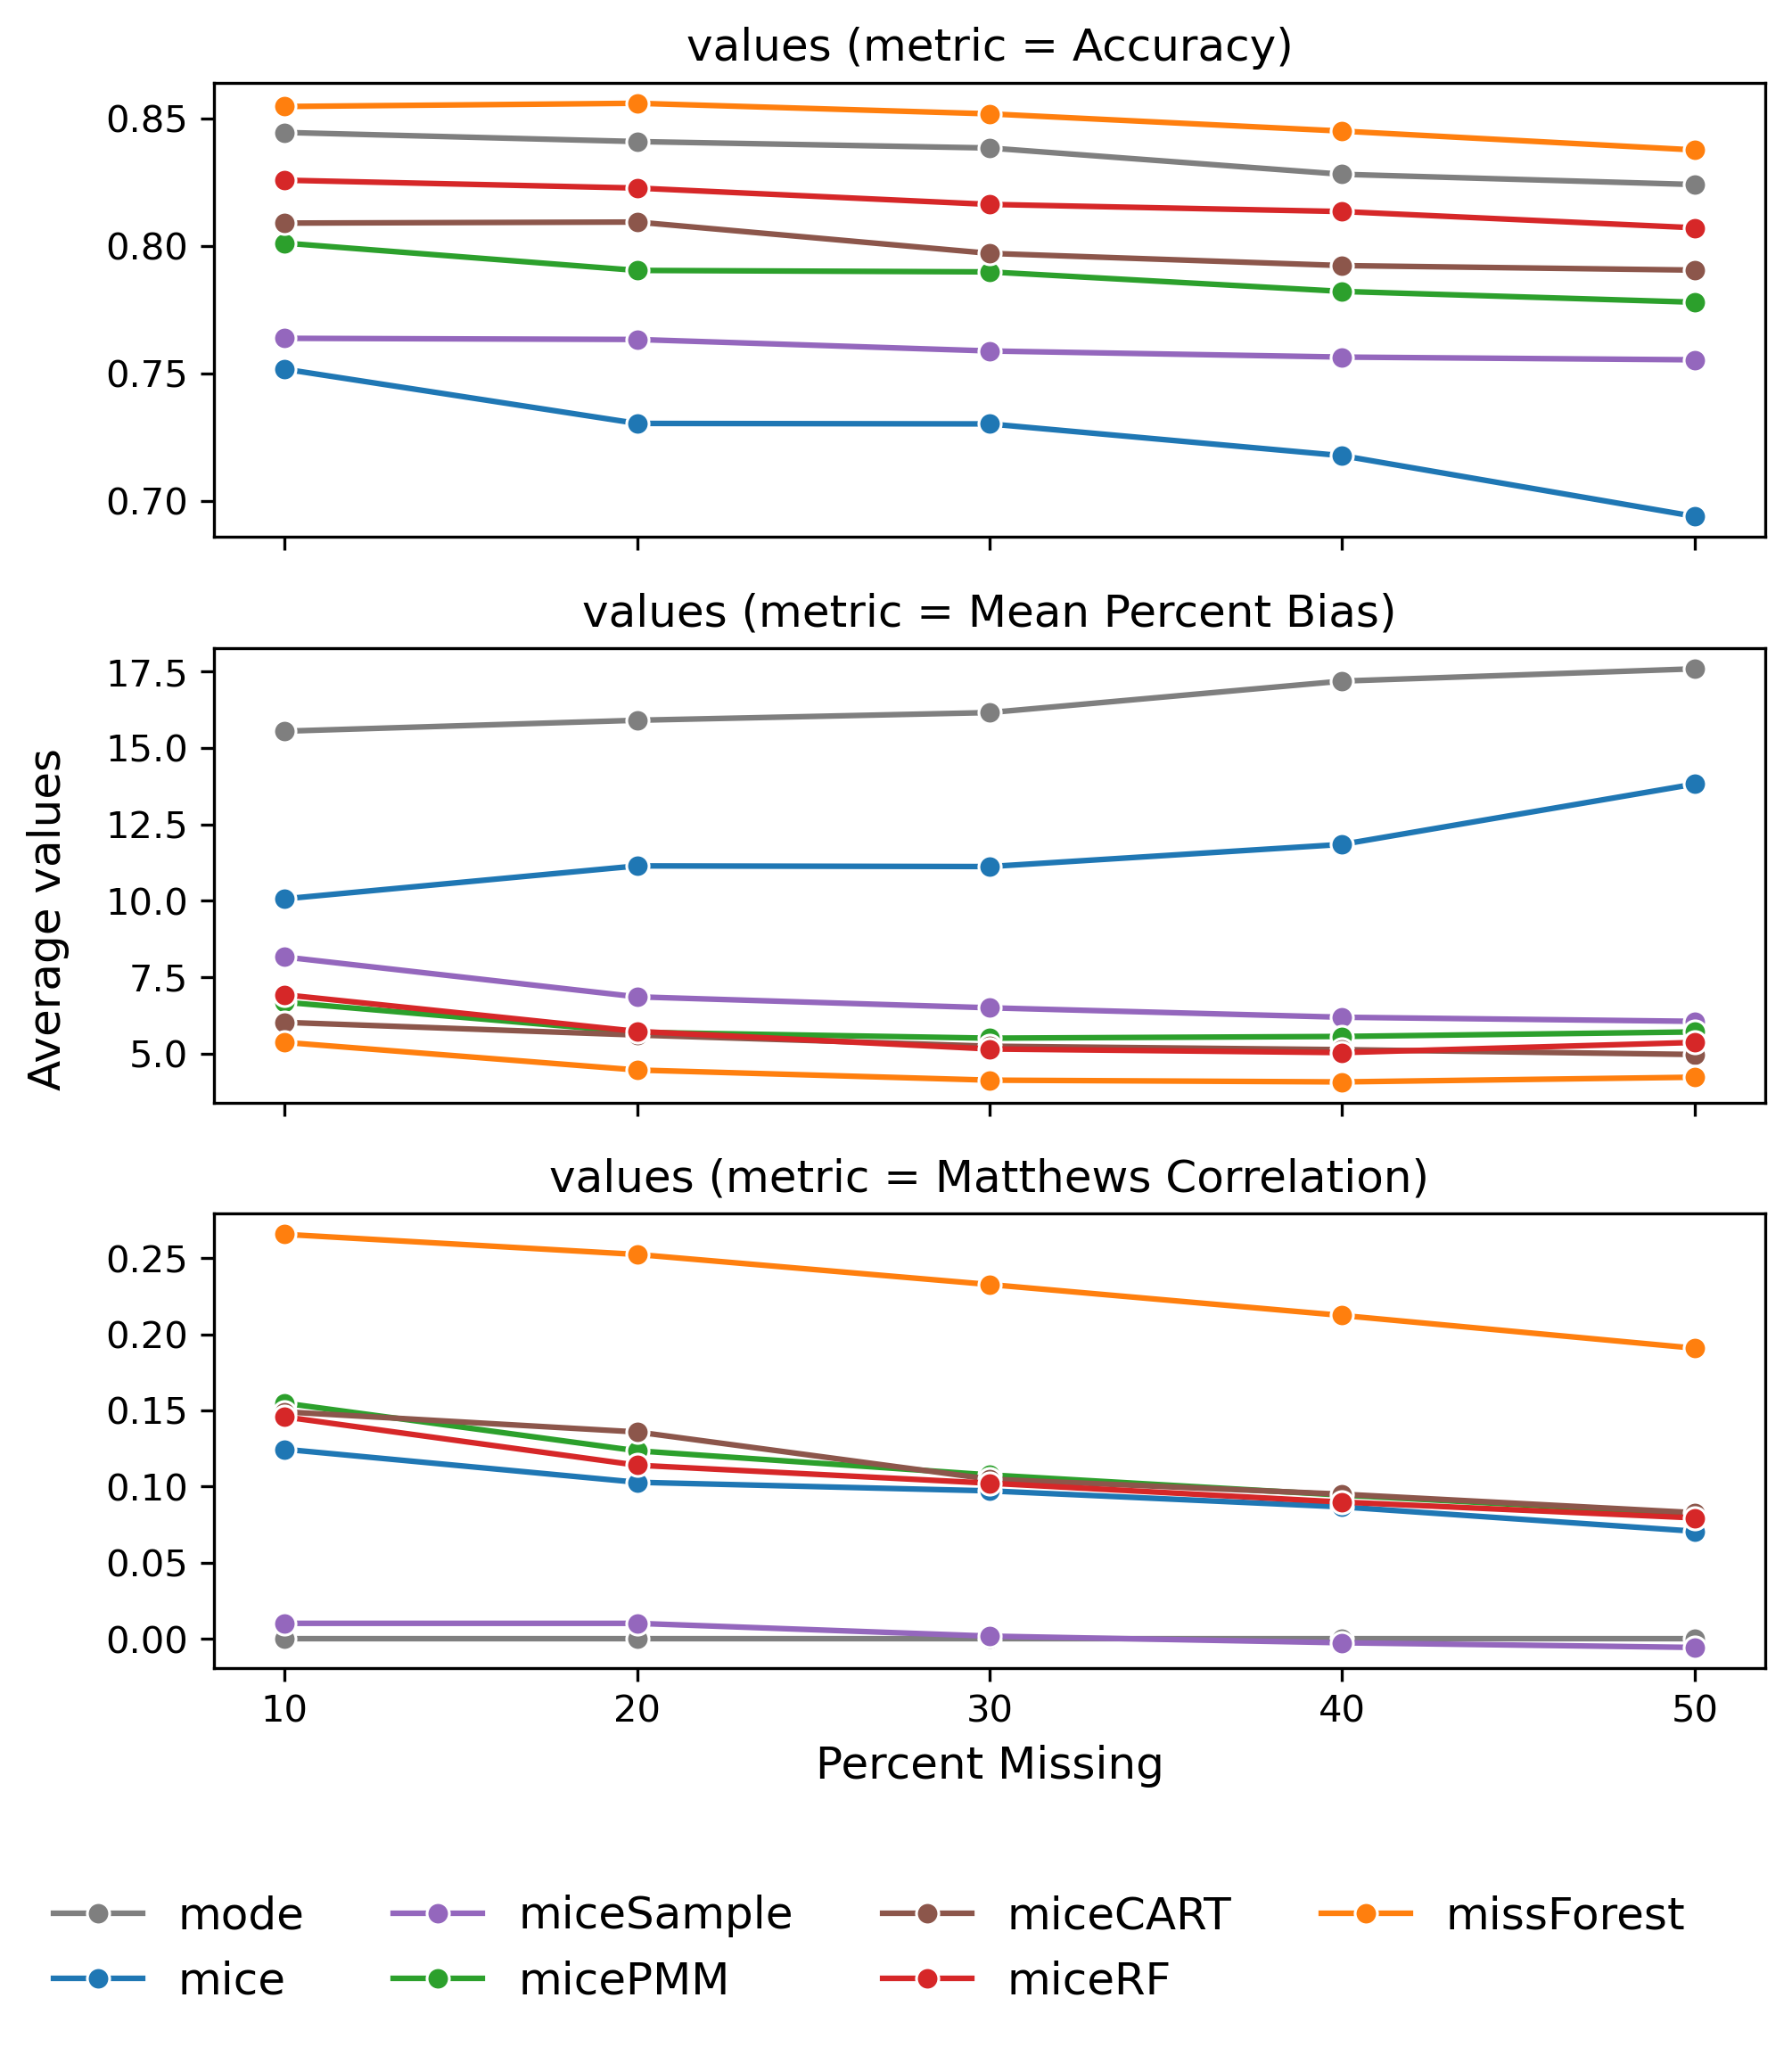 values (metric = Accuracy)
0.85
0.80
0.75
0.70
values (metric = Mean Percent Bias)
17.5
15.0
12.5
10.0
7.5
5.0
Average values
values (metric = Matthews Correlation)
0.25
0.20
0.15
0.10
0.05
0.00
10 20 30 40 50
Percent Missing
mode miceSample miceCART missForest
mice micePMM miceRF